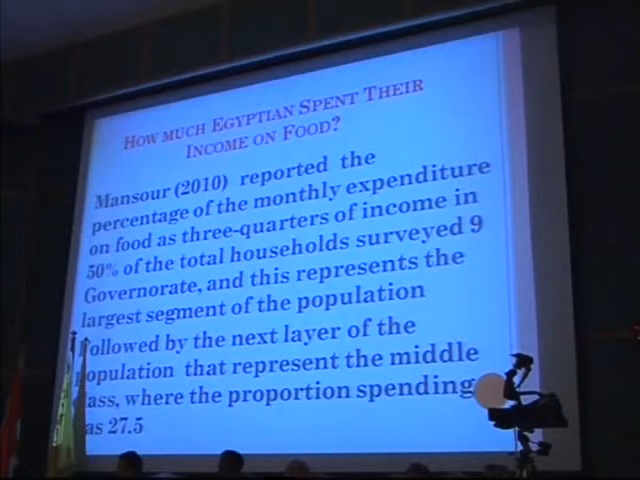 HOW MUCH EGYPTIAN SPENT THEIR
INCOME ON FOOD?
Mansour (2010) reported the
percentage of the monthly expenditure
on food as three-quarters of income in
50% of the total households surveyed 9
Governorate, and this represents the
largest segment of the population
Followed by the next layer of the
population that represent the middle
lass, where the proportion spending
as 27.5